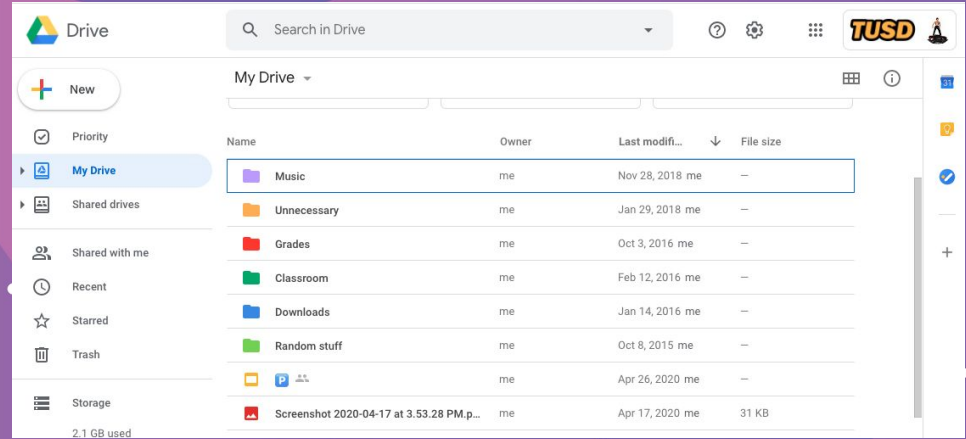 Drive
Search in Drive
TUSD
New
My Drive
Priority
My Drive
Shared drives
Shared with me
Recent
Starred
Trash
Storage
2.1 GB used
Name Owner Last modifi... File size
Music me Nov 28, 2018 me —
Unnecessary me Jan 29, 2018 me —
Grades me Oct 3, 2016 me —
Classroom me Feb 12, 2016 me —
Downloads me Jan 14, 2016 me —
Random stuff me Oct 8, 2015 me —
P me Apr 26, 2020 me —
Screenshot 2020-04-17 at 3.53.28 PM.p... me Apr 17, 2020 me 31 KB
31